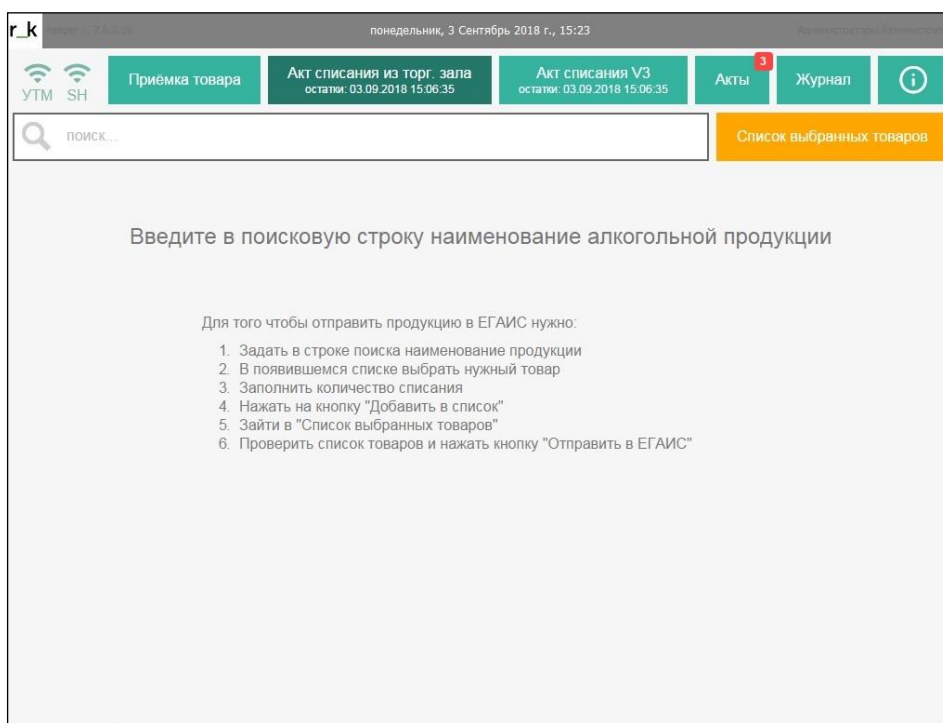 r_k
понедельник, 3 Сентябрь 2018 г., 15:23
УТМ
SH
Приёмка товара
Акт списания из торг. зала
остатки: 03.09.2018 15:06:35
Акт списания V3
остатки: 03.09.2018 15:06:35
Акты
3
Журнал
поиск...
Список выбранных товаров
Введите в поисковую строку наименование алкогольной продукции
Для того чтобы отправить продукцию в ЕГАИС нужно:
1. Задать в строке поиска наименование продукции
2. В появившемся списке выбрать нужный товар
3. Заполнить количество списания
4. Нажать на кнопку "Добавить в список"
5. Зайти в "Список выбранных товаров"
6. Проверить список товаров и нажать кнопку "Отправить в ЕГАИС"